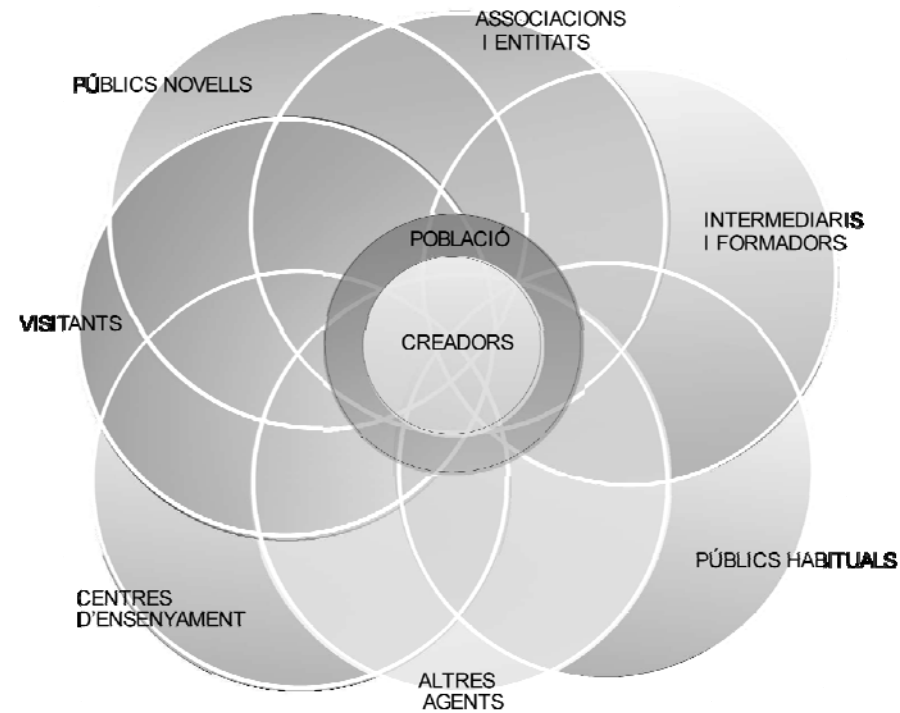 ASSOCIACIONS
I ENTITATS
PÚBLICS NOVELLS
INTERMEDIARIS
I FORMADORS
POBLACIÓ
VISITANTS
CREADORS
PÚBLICS HABITUALS
CENTRES
D'ENSENYAMENT
ALTRES
AGENTS